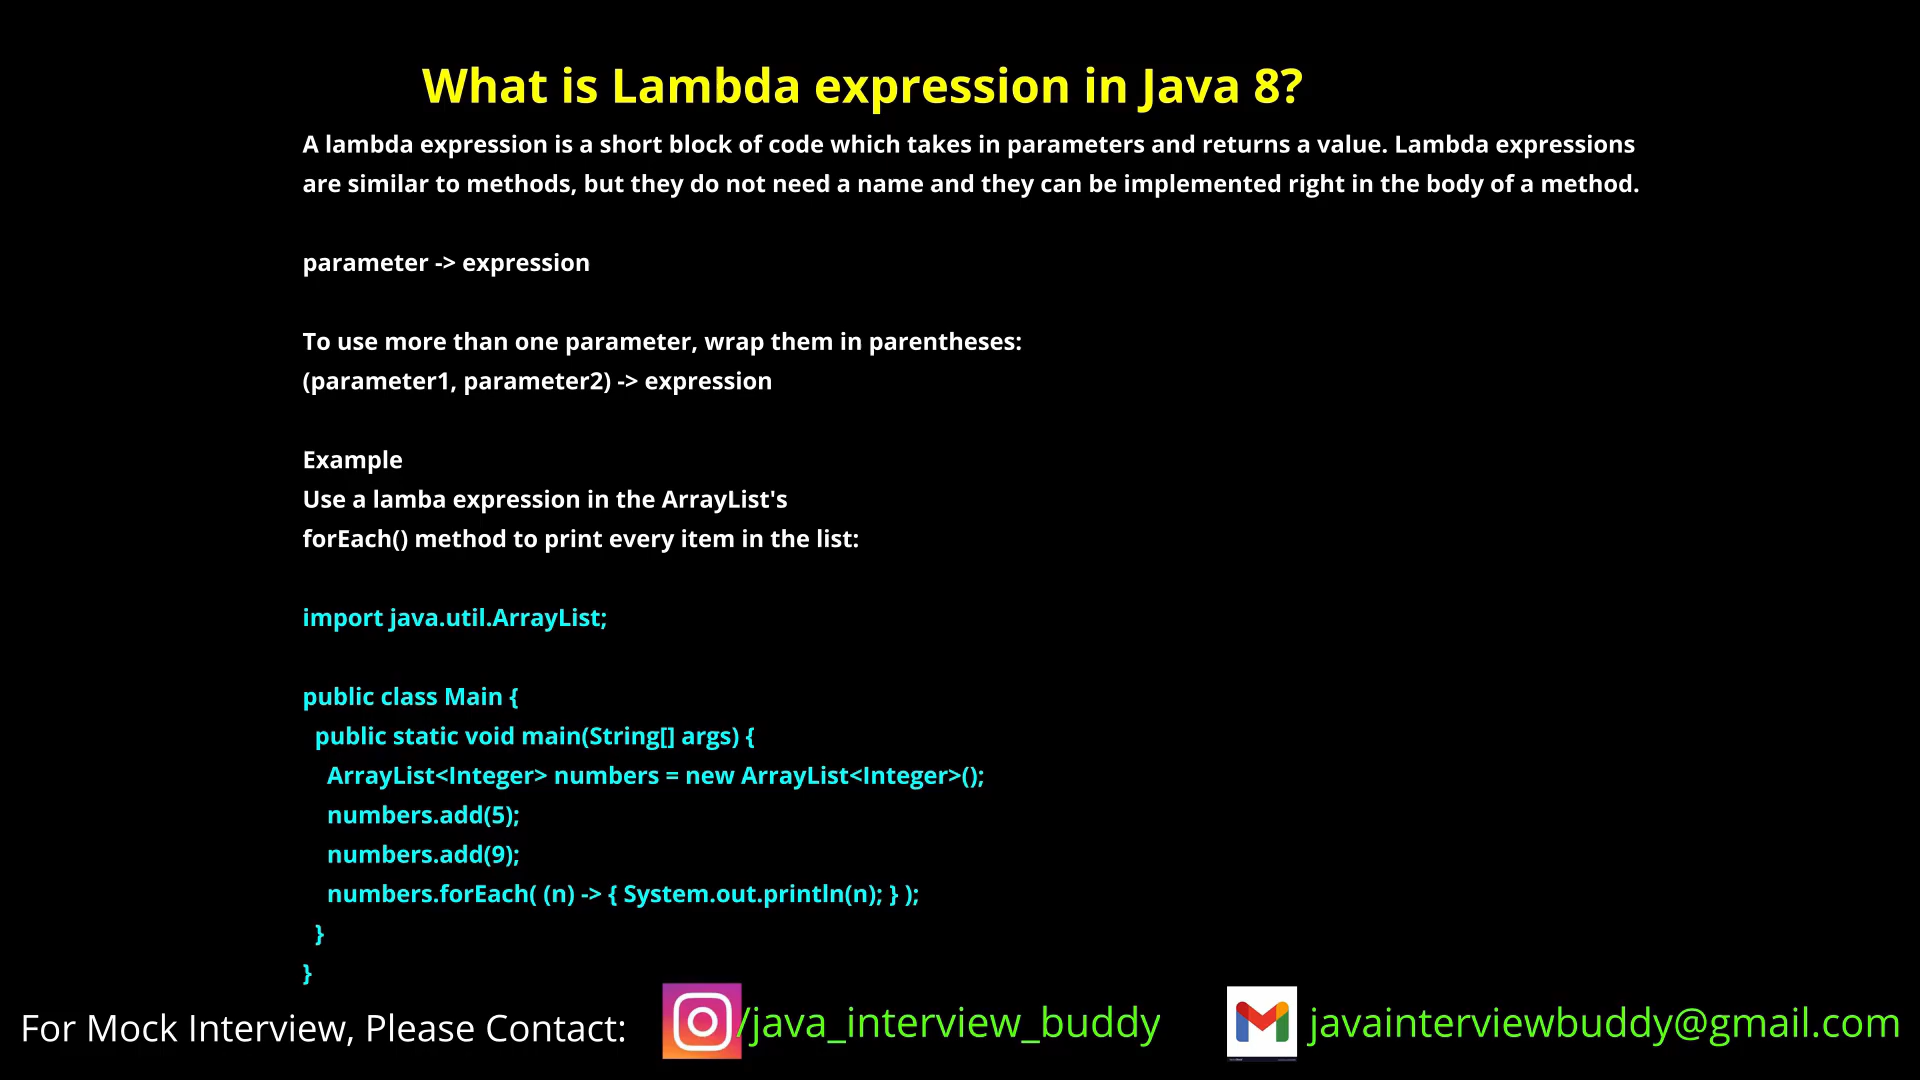 What is Lambda expression in Java 8?
A lambda expression is a short block of code which takes in parameters and returns a value. Lambda expressions
are similar to methods, but they do not need a name and they can be implemented right in the body of a method.
parameter -> expression
To use more than one parameter, wrap them in parentheses:
(parameter1, parameter2) -> expression
Example
Use a lamba expression in the ArrayList's
forEach() method to print every item in the list:
import java.util.ArrayList;
public class Main {
public static void main(String[] args) {
ArrayList<Integer> numbers = new ArrayList<Integer>();
numbers.add(5);
numbers.add(9);
numbers.forEach( (n) -> { System.out.println(n); } );
}
}
For Mock Interview, Please Contact: /java_interview_buddy javainterviewbuddy@gmail.com